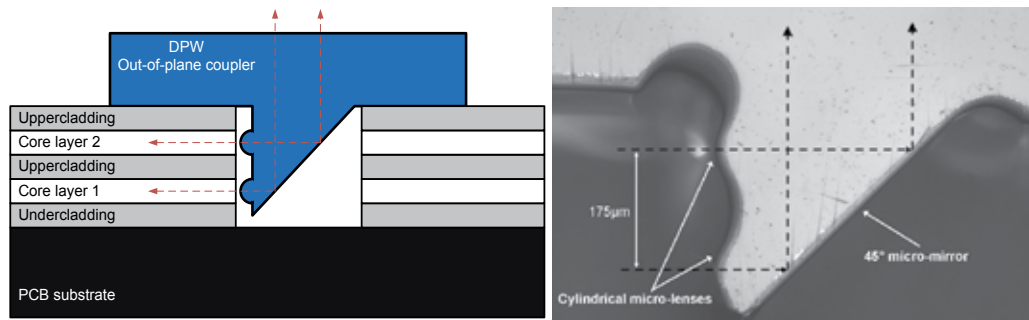 DPW
Out-of-plane coupler
Uppercladding
Core layer 2
Uppercladding
Core layer 1
Undercladding
PCB substrate
175µm
45° micro-mirror
Cylindrical micro-lenses